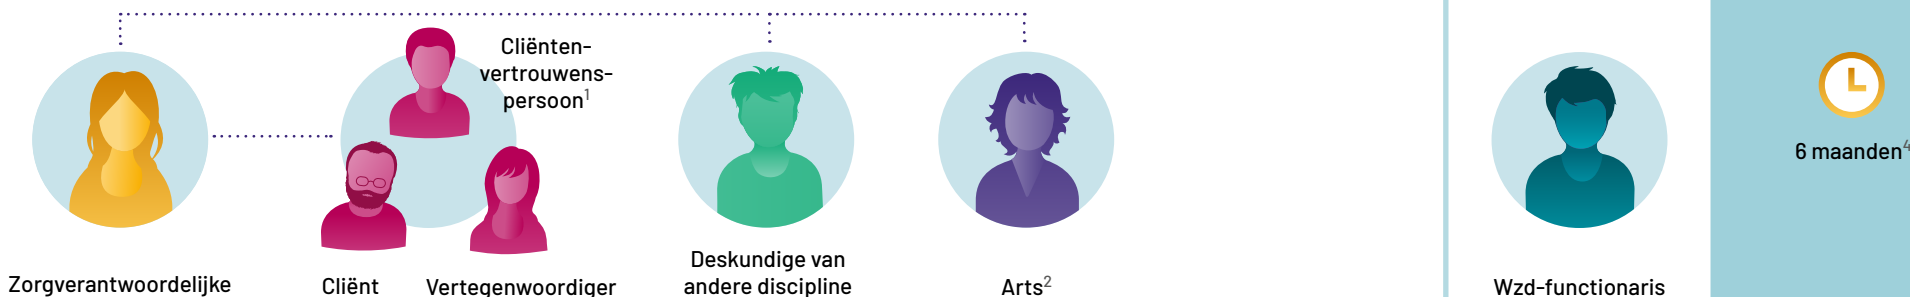 Cliënten-
vertrouwens-
persoon¹
6 maanden⁴
Zorgverantwoordelijke
Cliënt
Vertegenwoordiger
Deskundige van
andere discipline
Arts²
Wzd-functionaris